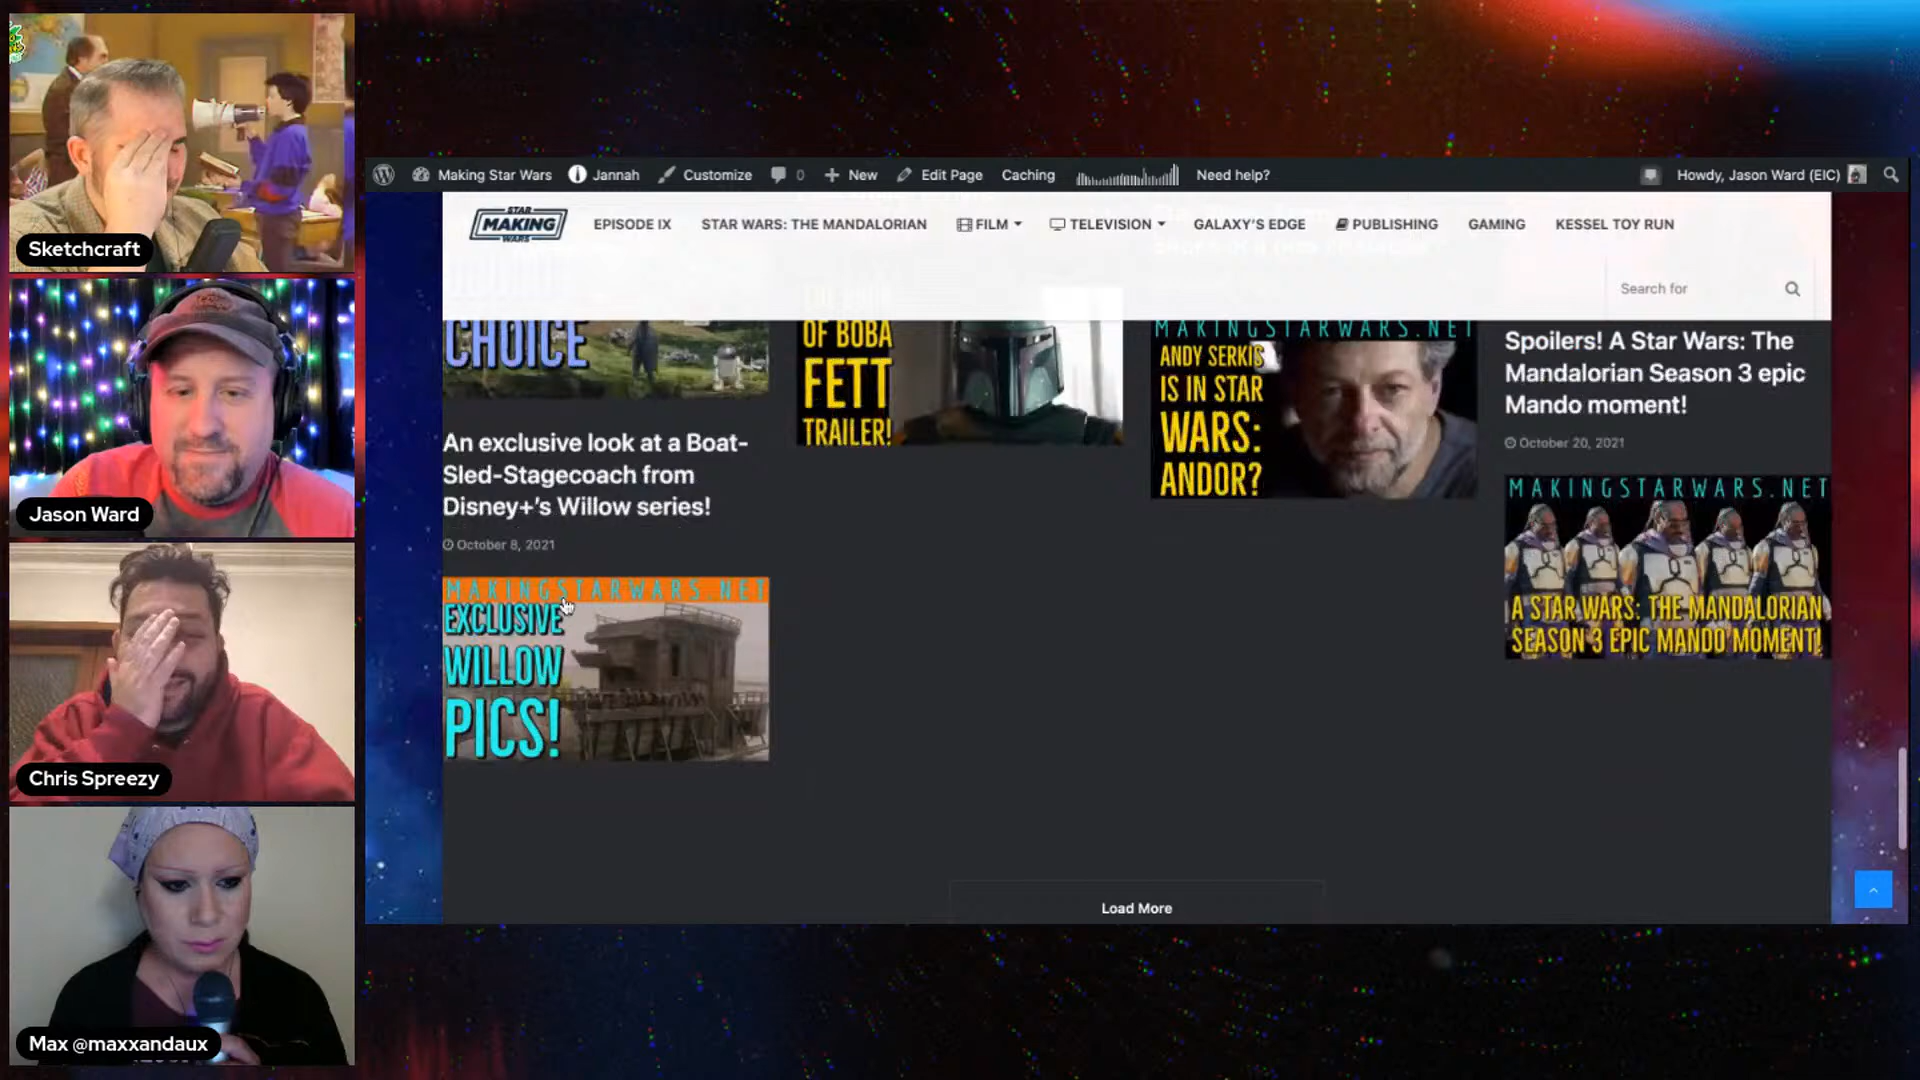 Sketchcraft
Jason Ward
Chris Spreezy
Max @maxxandaux
Making Star Wars
Jannah
Customize
0
New
Edit Page
Caching
Need help?
Howdy, Jason Ward (EIC)
STAR
MAKING
WARS
EPISODE IX
STAR WARS: THE MANDALORIAN
FILM
TELEVISION
GALAXY'S EDGE
PUBLISHING
GAMING
KESSEL TOY RUN
Search for
CHOICE
An exclusive look at a Boat-
Sled-Stagecoach from
Disney+'s Willow series!
October 8, 2021
MAKINGSTARWARS.NET
EXCLUSIVE
WILLOW
PICS!
OF BOBA
FETT
TRAILER!
MAKINGSTARWARS.NET
ANDY SERKIS
IS IN STAR
WARS:
ANDOR?
Spoilers! A Star Wars: The
Mandalorian Season 3 epic
Mando moment!
October 20, 2021
MAKINGSTARWARS.NET
A STAR WARS: THE MANDALORIAN
SEASON 3 EPIC MANDO MOMENT!
Load More